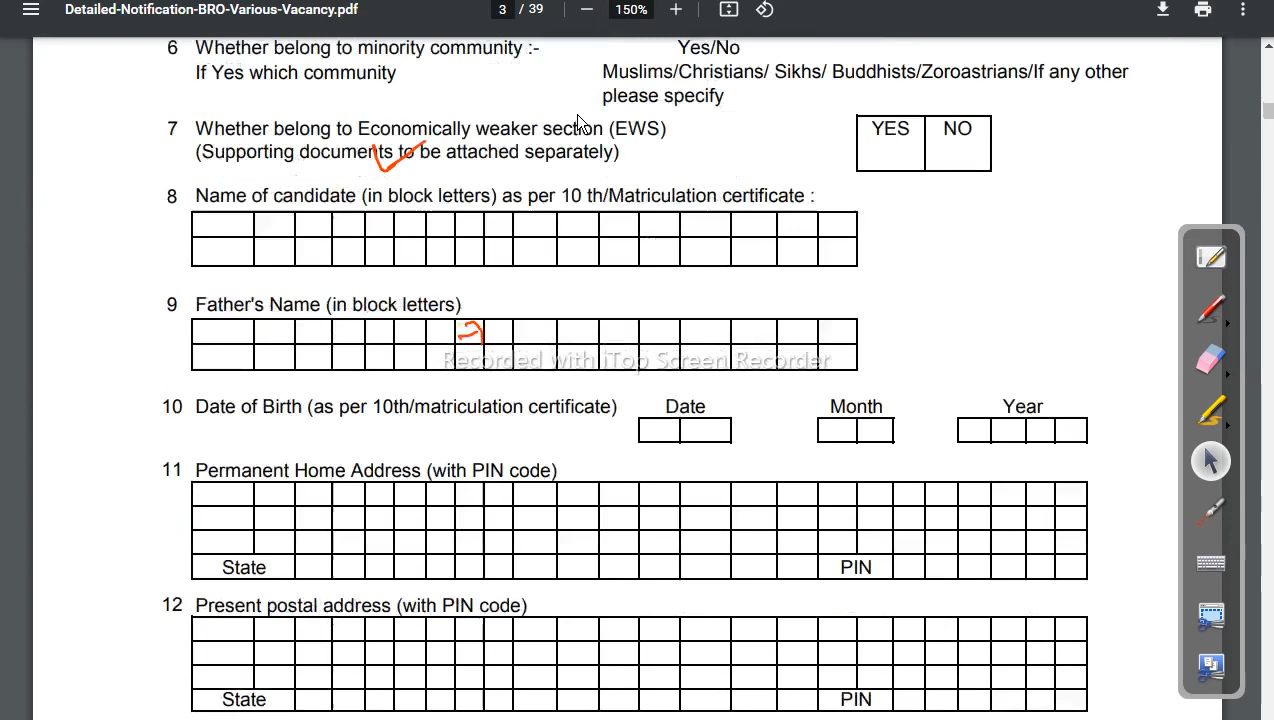 Detailed-Notification-BRO-Various-Vacancy.pdf 3 / 39 150%
6 Whether belong to minority community :- Yes/No
If Yes which community Muslims/Christians/ Sikhs/ Buddhists/Zoroastrians/If any other
please specify
7 Whether belong to Economically weaker section (EWS) YES NO
(Supporting documents to be attached separately)
8 Name of candidate (in block letters) as per 10 th/Matriculation certificate :
9 Father's Name (in block letters)
Recorded with iTop Screen Recorder
10 Date of Birth (as per 10th/matriculation certificate) Date Month Year
11 Permanent Home Address (with PIN code)
State PIN
12 Present postal address (with PIN code)
State PIN